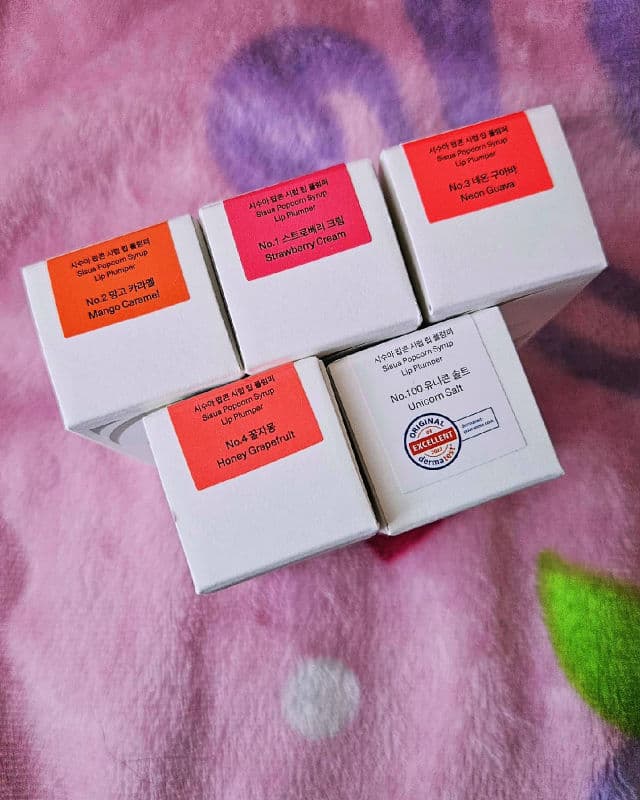 시수아 팝콘 시럽 립 플럼퍼
Sisua Popcorn Syrup
Lip Plumper
No.2 망고 카라멜
Mango Caramel
시수아 팝콘 시럽 립 플럼퍼
Sisua Popcorn Syrup
Lip Plumper
No.1 스트로베리 크림
Strawberry Cream
시수아 팝콘 시럽 립 플럼퍼
Sisua Popcorn Syrup
Lip Plumper
No.3 네온 구아바
Neon Guava
시수아 팝콘 시럽 립 플럼퍼
Sisua Popcorn Syrup
Lip Plumper
No.4 꿀자몽
Honey Grapefruit
시수아 팝콘 시럽 립 플럼퍼
Sisua Popcorn Syrup
Lip Plumper
No.100 유니콘 솔트
Unicorn Salt
ORIGINAL
EXCELLENT
dermatest